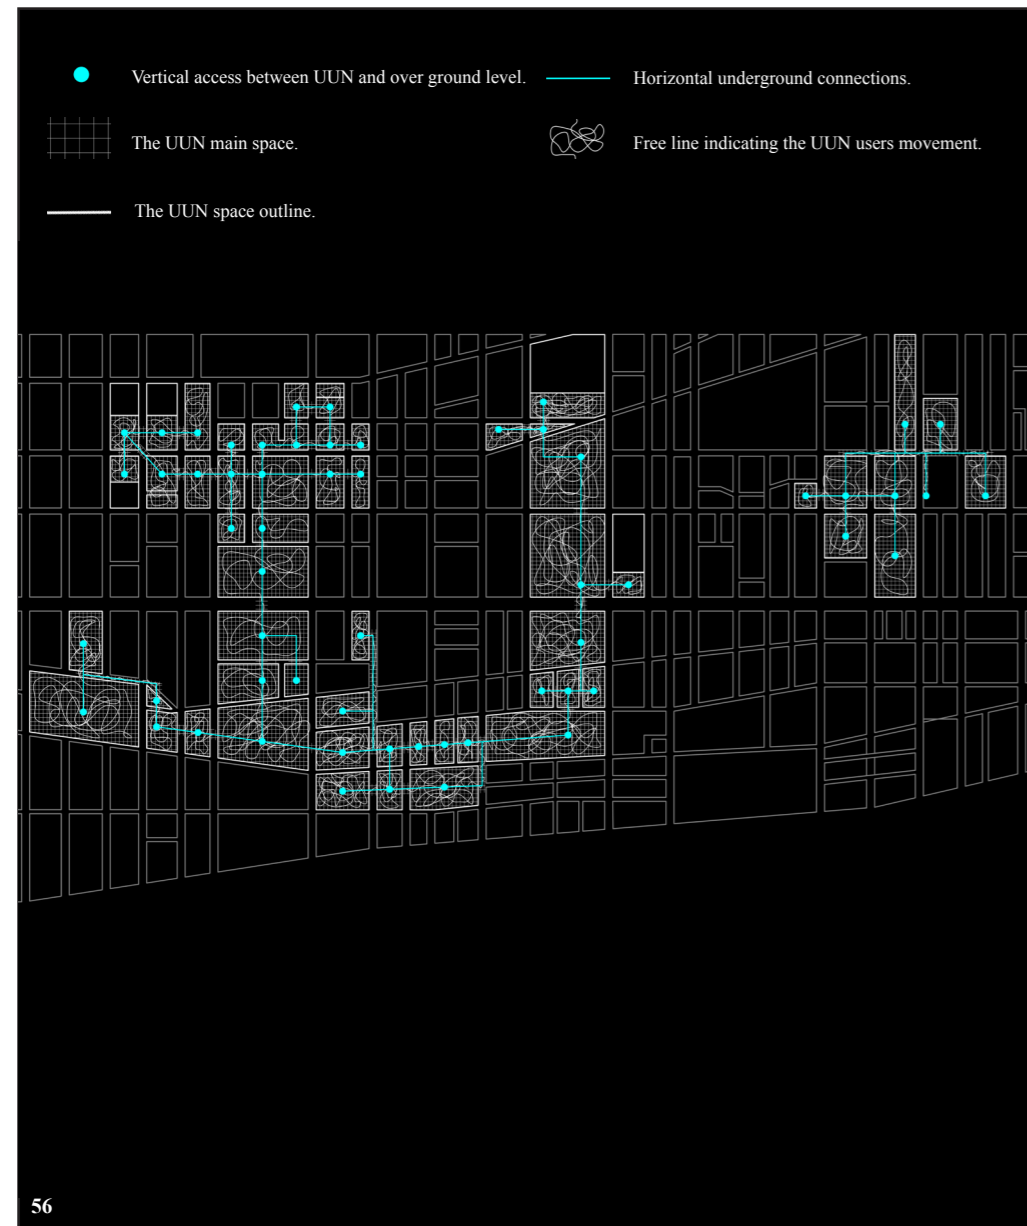 Vertical access between UUN and over ground level.
Horizontal underground connections.
The UUN main space.
Free line indicating the UUN users movement.
The UUN space outline.
56